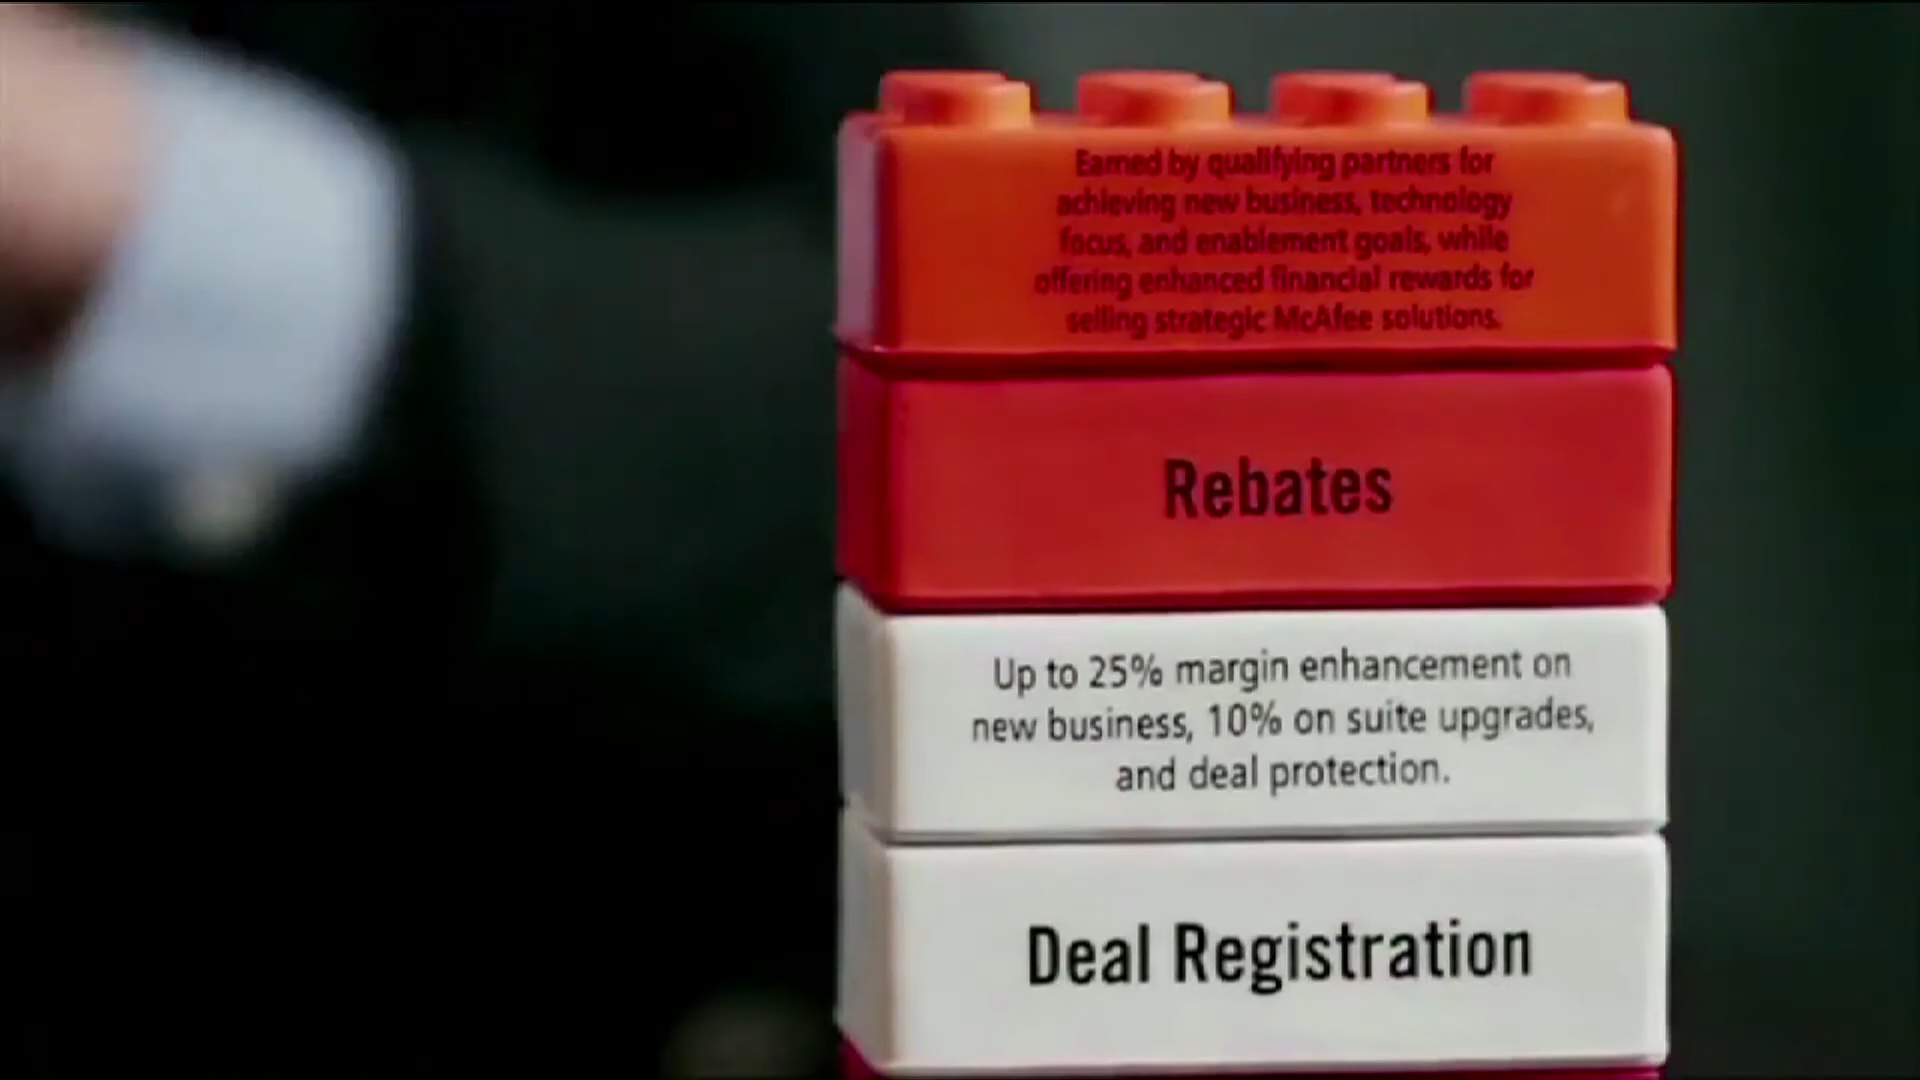 Earned by qualifying partners for
achieving new business, technology
focus, and enablement goals, while
offering enhanced financial rewards for
selling strategic McAfee solutions.
Rebates
Up to 25% margin enhancement on
new business, 10% on suite upgrades,
and deal protection.
Deal Registration